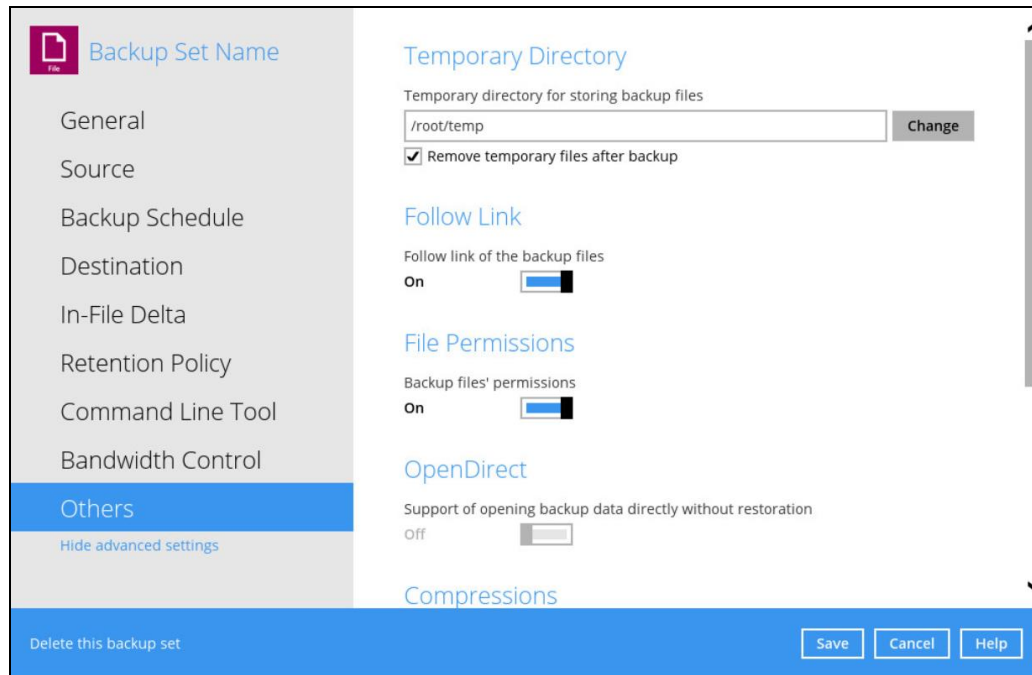 File
Backup Set Name
General
Source
Backup Schedule
Destination
In-File Delta
Retention Policy
Command Line Tool
Bandwidth Control
Others
Hide advanced settings
Temporary Directory
Temporary directory for storing backup files
/root/temp
Change
Remove temporary files after backup
Follow Link
Follow link of the backup files
On
File Permissions
Backup files' permissions
On
OpenDirect
Support of opening backup data directly without restoration
Off
Compressions
Delete this backup set
Save
Cancel
Help